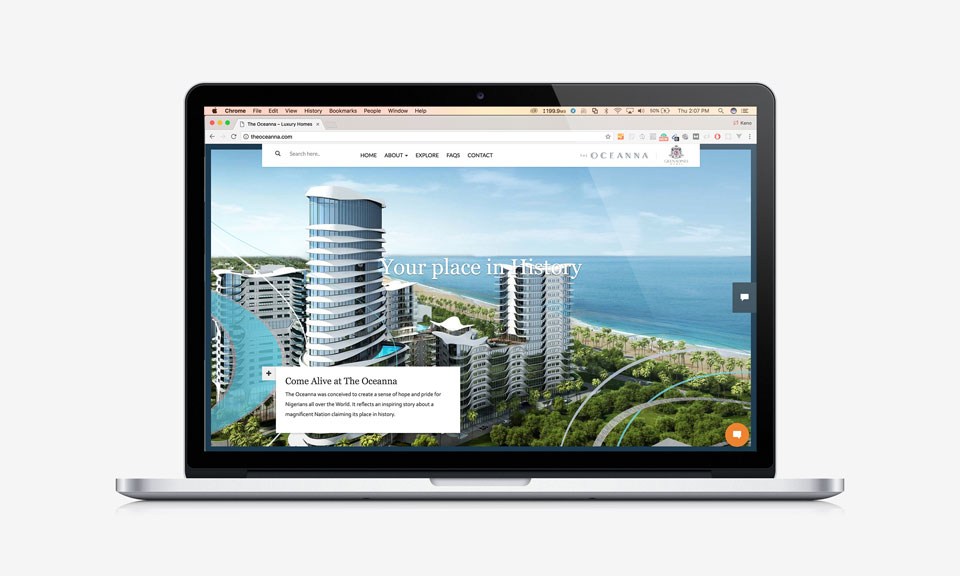 Chrome File Edit View History Bookmarks People Window Help 50% Thu 2:07 PM
The Oceanna – Luxury Homes
theoceanna.com
Search here..
HOME ABOUT EXPLORE FAQS CONTACT
THE OCEANNA
Your place in History
Come Alive at The Oceanna
The Oceanna was conceived to create a sense of hope and pride for
Nigerians all over the World. It reflects an inspiring story about a
magnificent Nation claiming its place in history.